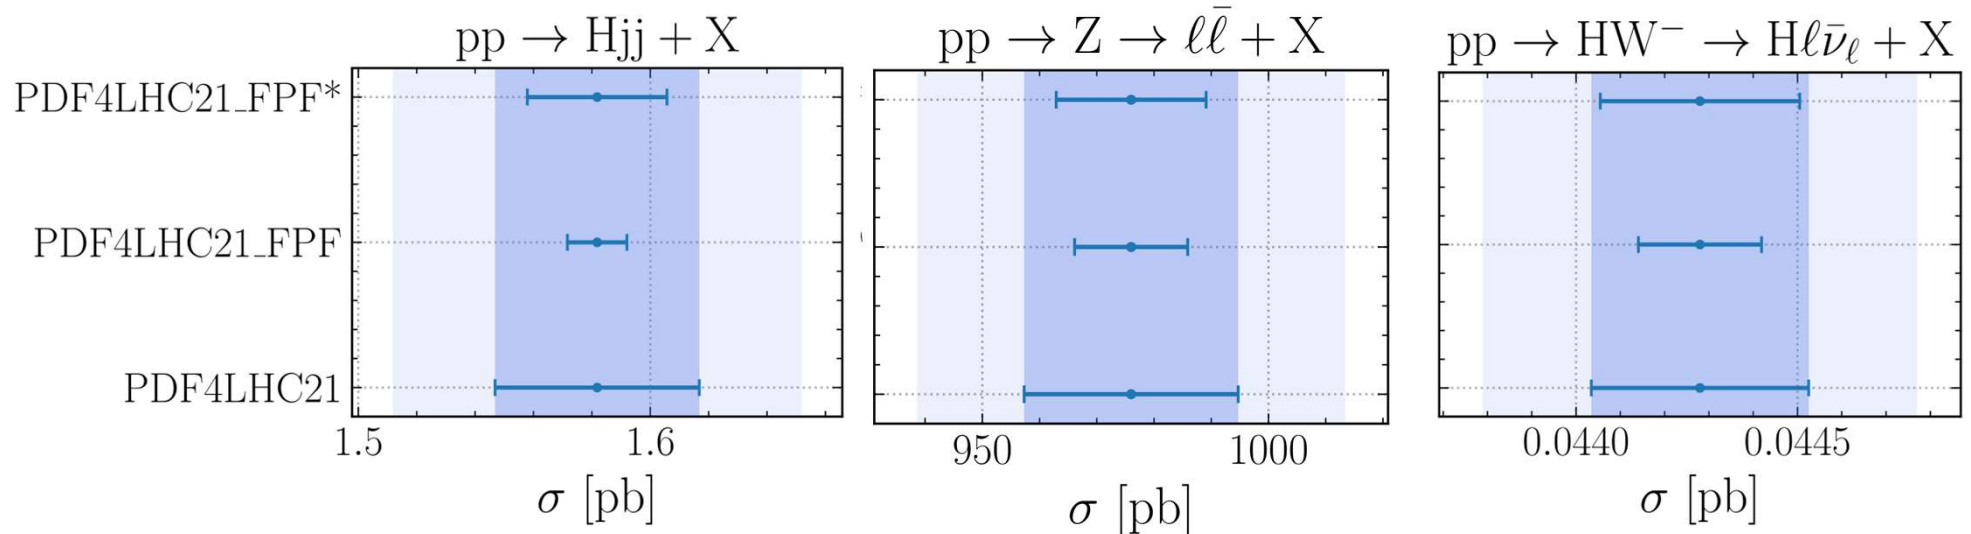 pp → Hjj + X
pp → Z → ℓℓ̄ + X
pp → HW⁻ → Hℓν̄ℓ + X
PDF4LHC21_FPF*
PDF4LHC21_FPF
PDF4LHC21
1.5 1.6
950 1000
0.0440 0.0445
σ [pb]
σ [pb]
σ [pb]